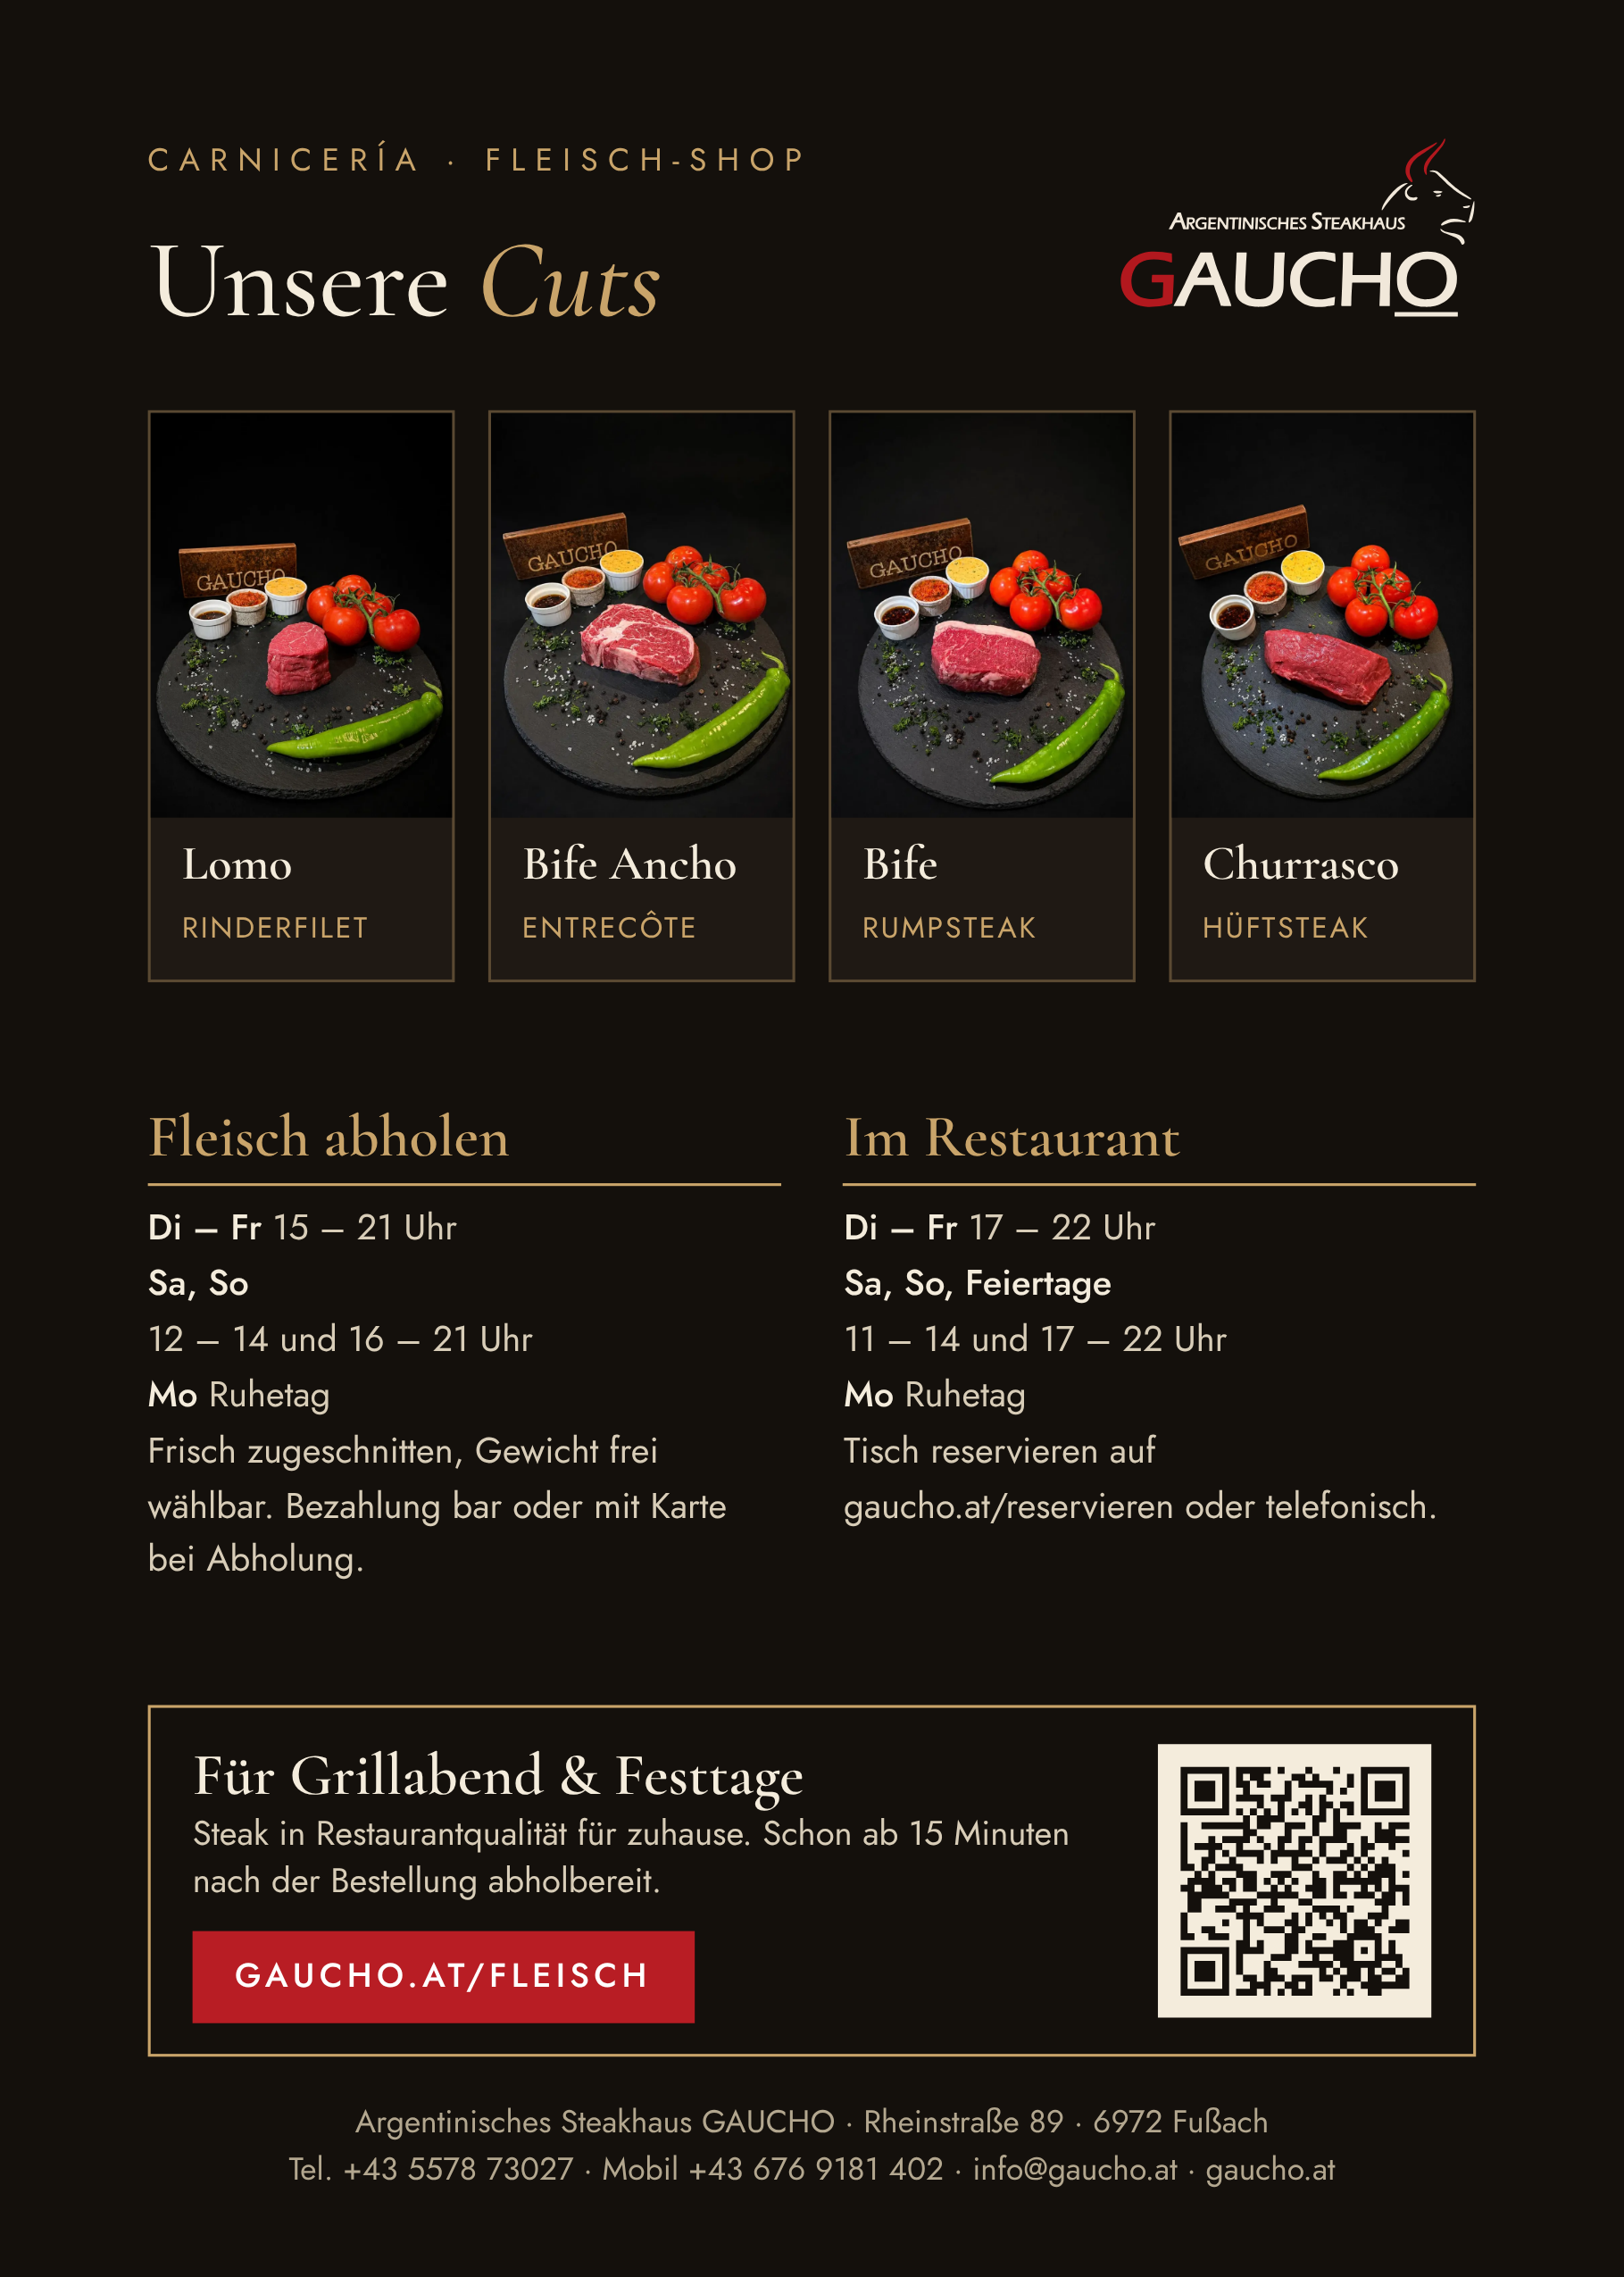 CARNICERÍA · FLEISCH-SHOP
Unsere Cuts
ARGENTINISCHES STEAKHAUS
GAUCHO
GAUCHO
GAUCHO
GAUCHO
GAUCHO
Lomo
RINDERFILET
Bife Ancho
ENTRECÔTE
Bife
RUMPSTEAK
Churrasco
HÜFTSTEAK
Fleisch abholen
Di – Fr 15 – 21 Uhr
Sa, So
12 – 14 und 16 – 21 Uhr
Mo Ruhetag
Frisch zugeschnitten, Gewicht frei
wählbar. Bezahlung bar oder mit Karte
bei Abholung.
Im Restaurant
Di – Fr 17 – 22 Uhr
Sa, So, Feiertage
11 – 14 und 17 – 22 Uhr
Mo Ruhetag
Tisch reservieren auf
gaucho.at/reservieren oder telefonisch.
Für Grillabend & Festtage
Steak in Restaurantqualität für zuhause. Schon ab 15 Minuten
nach der Bestellung abholbereit.
GAUCHO.AT/FLEISCH
Argentinisches Steakhaus GAUCHO · Rheinstraße 89 · 6972 Fußach
Tel. +43 5578 73027 · Mobil +43 676 9181 402 · info@gaucho.at · gaucho.at